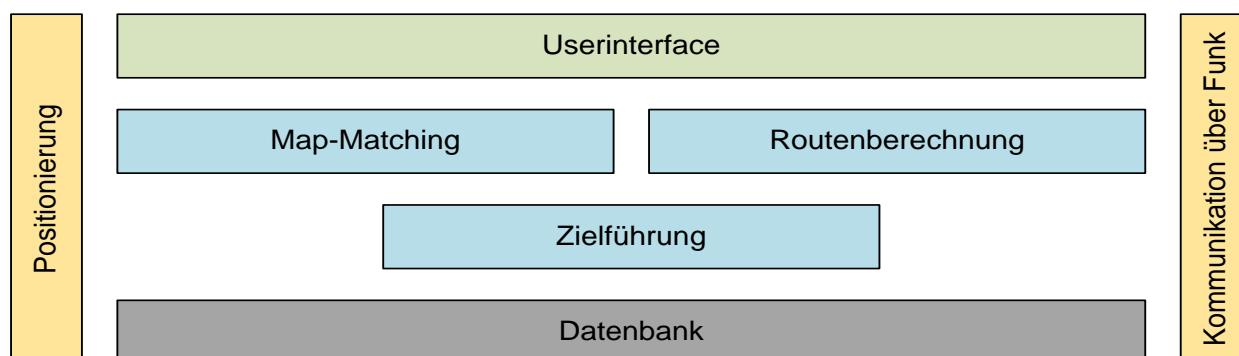 Positionierung
Userinterface
Map-Matching
Routenberechnung
Zielführung
Datenbank
Kommunikation über Funk